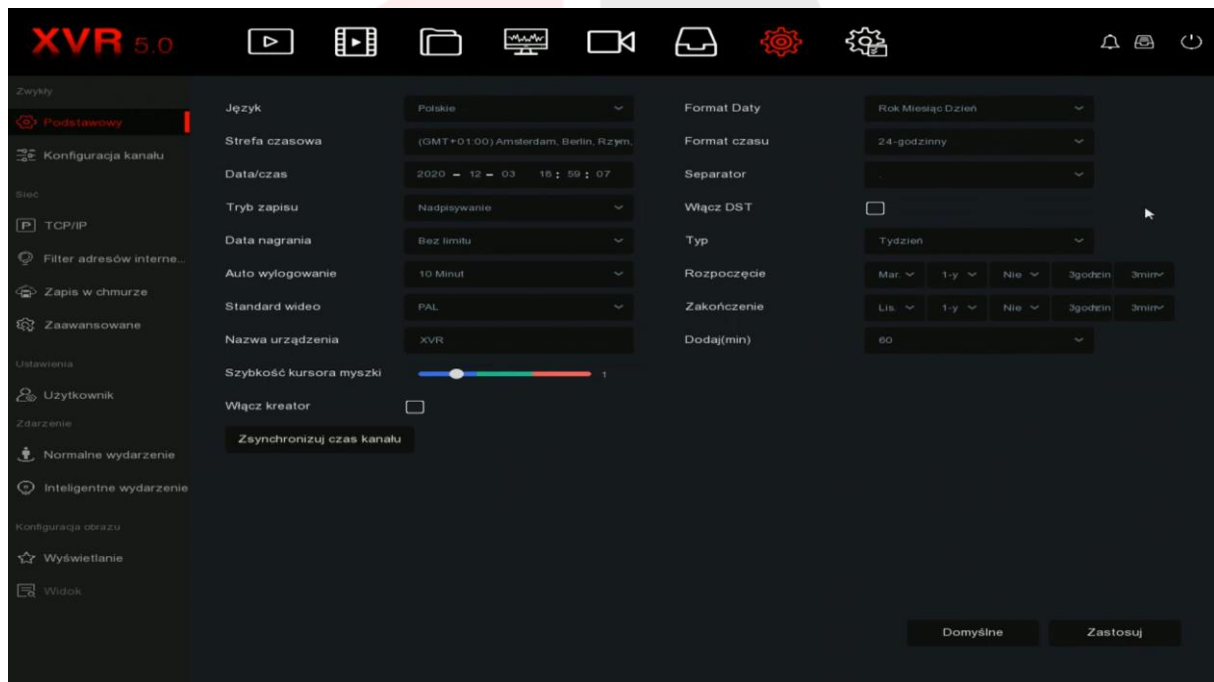 XVR 5.0
Zwykły
Podstawowy
Konfiguracja kanału
Sieć
TCP/IP
Filter adresów interne...
Zapis w chmurze
Zaawansowane
Ustawienia
Użytkownik
Zdarzenie
Normalne wydarzenie
Inteligentne wydarzenie
Konfiguracja obrazu
Wyświetlanie
Widok
Język Polskie
Strefa czasowa (GMT+01:00) Amsterdam, Berlin, Rzym,
Data/czas 2020 - 12 - 03 18 : 59 : 07
Tryb zapisu Nadpisywanie
Data nagrania Bez limitu
Auto wylogowanie 10 Minut
Standard wideo PAL
Nazwa urządzenia XVR
Szybkość kursora myszki 1
Włącz kreator
Zsynchronizuj czas kanału
Format Daty Rok Miesiąc Dzień
Format czasu 24-godzinny
Separator .
Włącz DST
Typ Tydzień
Rozpoczęcie Mar. 1-y Nie 3godzin 3min
Zakończenie Lis. 1-y Nie 3godzin 3min
Dodaj(min) 60
Domyślne Zastosuj